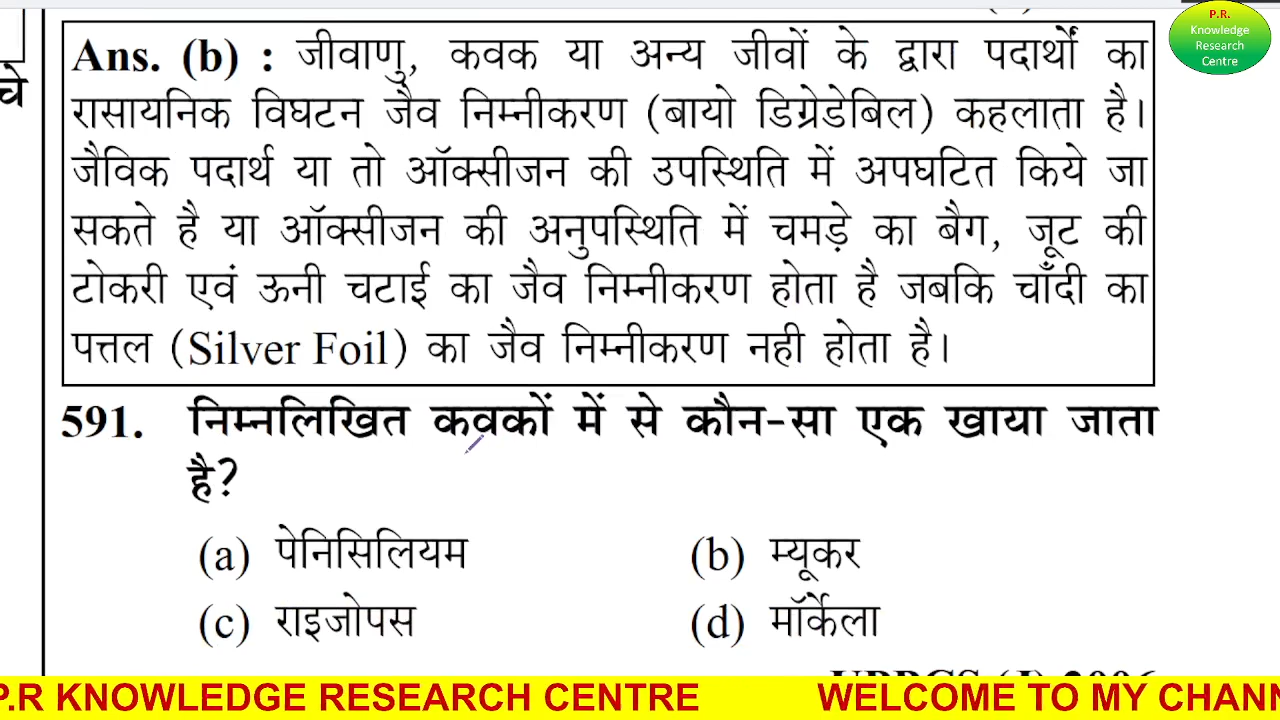 P.R.
Knowledge
Research
Centre
चे
Ans. (b) : जीवाणु, कवक या अन्य जीवों के द्वारा पदार्थों का
रासायनिक विघटन जैव निम्नीकरण (बायो डिग्रेडेबिल) कहलाता है।
जैविक पदार्थ या तो ऑक्सीजन की उपस्थिति में अपघटित किये जा
सकते है या ऑक्सीजन की अनुपस्थिति में चमड़े का बैग, जूट की
टोकरी एवं ऊनी चटाई का जैव निम्नीकरण होता है जबकि चाँदी का
पत्तल (Silver Foil) का जैव निम्नीकरण नही होता है।
591. निम्नलिखित कवकों में से कौन-सा एक खाया जाता
है?
(a) पेनिसिलियम (b) म्यूकर
(c) राइजोपस (d) मॉर्केला
P.R KNOWLEDGE RESEARCH CENTRE WELCOME TO MY CHAN